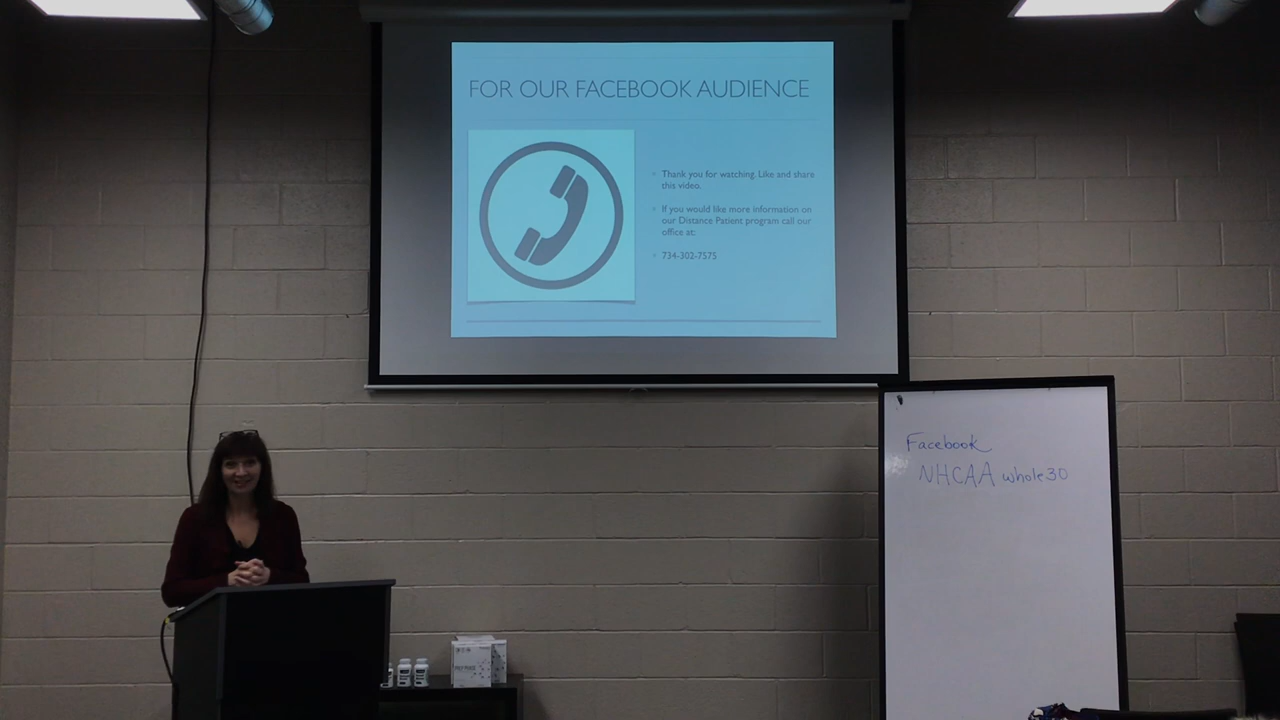 FOR OUR FACEBOOK AUDIENCE
Thank you for watching. Like and share
this video.
If you would like more information on
our Distance Patient program call our
office at:
734-302-7575
Facebook
NHCAA whole30